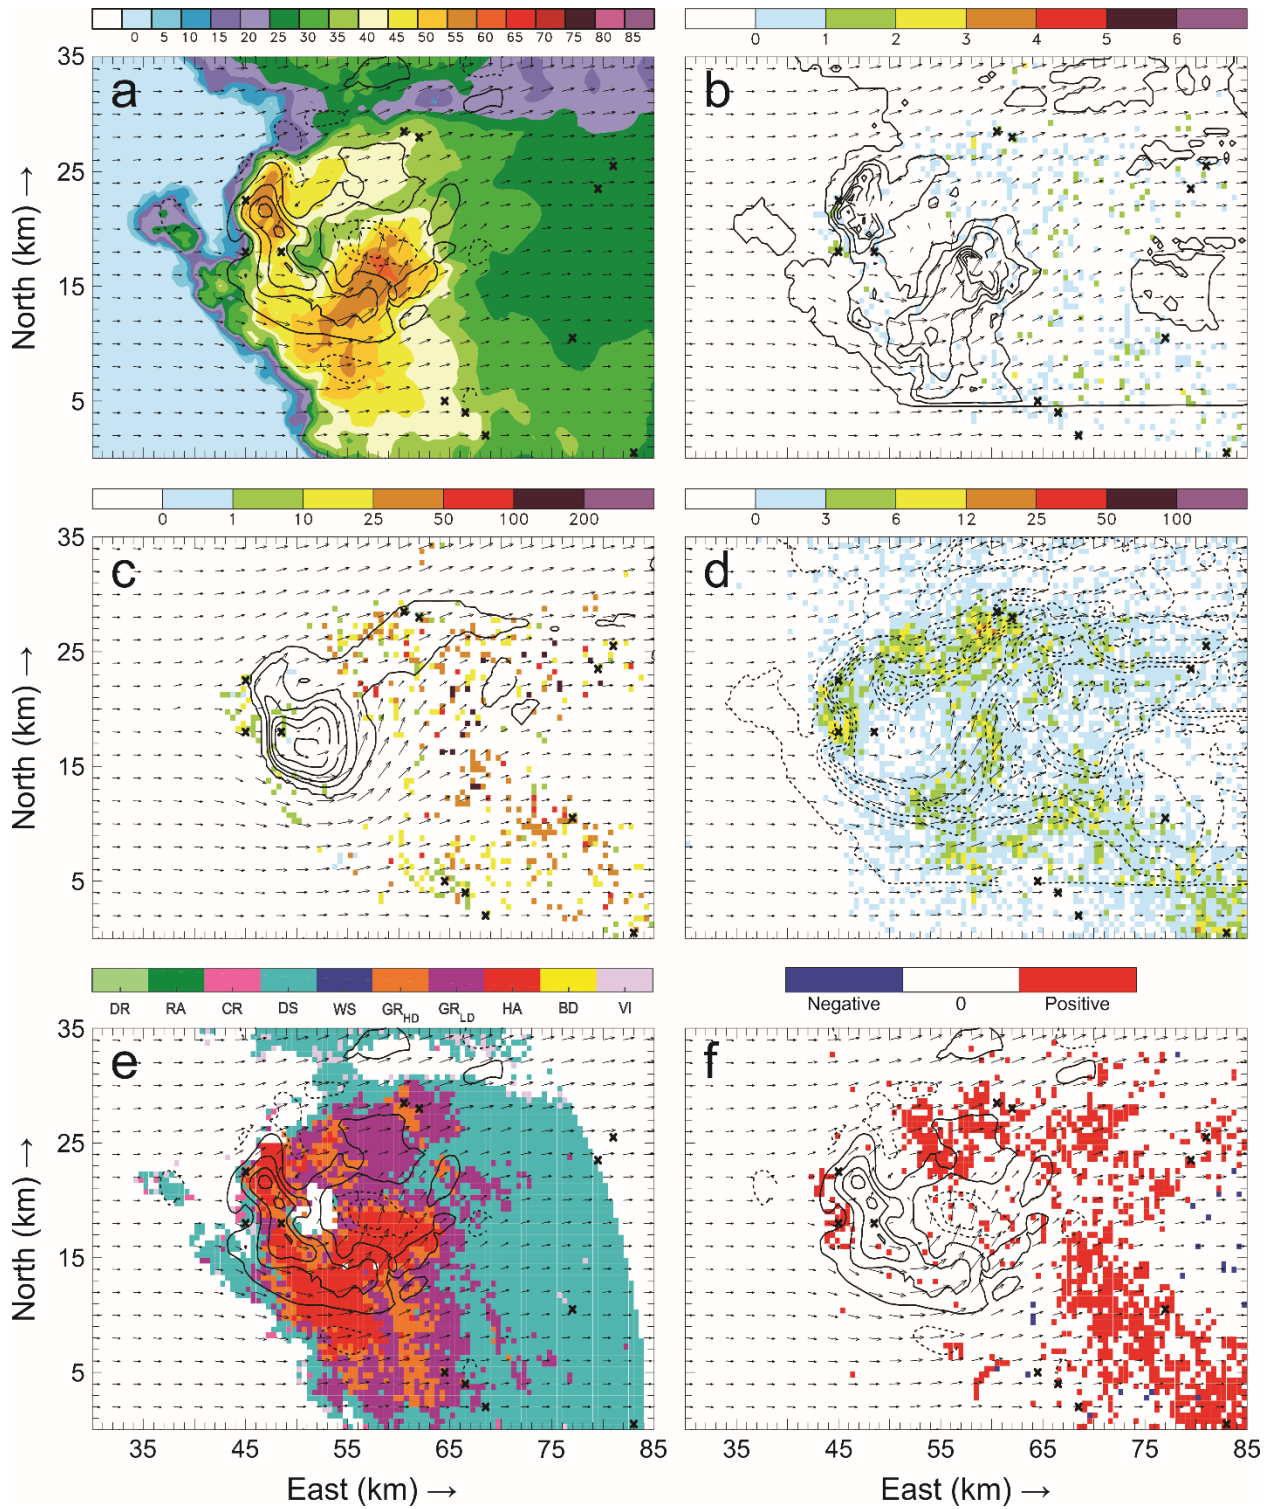 0 5 10 15 20 25 30 35 40 45 50 55 60 65 70 75 80 85
0 1 2 3 4 5 6
35
25
15
5
North (km) →
a
b
0 1 10 25 50 100 200
0 3 6 12 25 50 100
35
25
15
5
North (km) →
c
d
DR RA CR DS WS GR_HD GR_LD HA BD VI
Negative 0 Positive
35
25
15
5
North (km) →
e
f
35 45 55 65 75 85
35 45 55 65 75 85
East (km) →
East (km) →